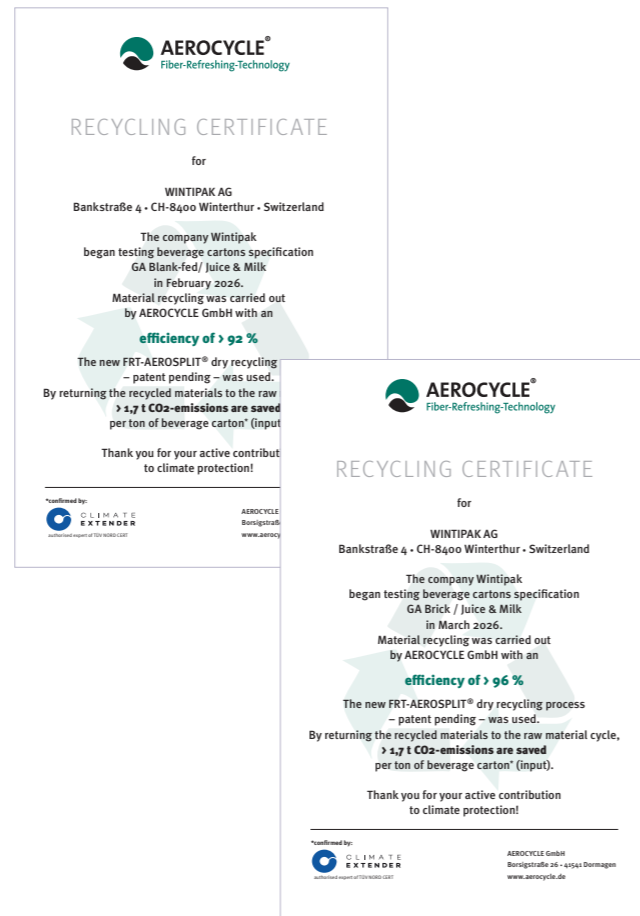 AEROCYCLE®
Fiber-Refreshing-Technology
RECYCLING CERTIFICATE
for
WINTIPAK AG
Bankstraße 4 • CH-8400 Winterthur • Switzerland
The company Wintipak
began testing beverage cartons specification
GA Blank-fed/ Juice & Milk
in February 2026.
Material recycling was carried out
by AEROCYCLE GmbH with an
efficiency of > 92 %
The new FRT-AEROSPLIT® dry recycling
– patent pending – was used.
By returning the recycled materials to the raw
> 1,7 t CO2-emissions are saved
per ton of beverage carton* (input
Thank you for your active
to climate protection!
*confirmed by:
CLIMATE
EXTENDER
authorised expert of TÜV NORD CERT
AEROCYCLE
www.aerocy
AEROCYCLE®
Fiber-Refreshing-Technology
RECYCLING CERTIFICATE
for
WINTIPAK AG
Bankstraße 4 • CH-8400 Winterthur • Switzerland
The company Wintipak
began testing beverage cartons specification
GA Brick / Juice & Milk
in March 2026.
Material recycling was carried out
by AEROCYCLE GmbH with an
efficiency of > 96 %
The new FRT-AEROSPLIT® dry recycling process
– patent pending – was used.
By returning the recycled materials to the raw material cycle,
> 1,7 t CO2-emissions are saved
per ton of beverage carton* (input).
Thank you for your active contribution
to climate protection!
*confirmed by:
CLIMATE
EXTENDER
authorised expert of TÜV NORD CERT
AEROCYCLE GmbH
Borsigstraße 26 • 41541 Dormagen
www.aerocycle.de